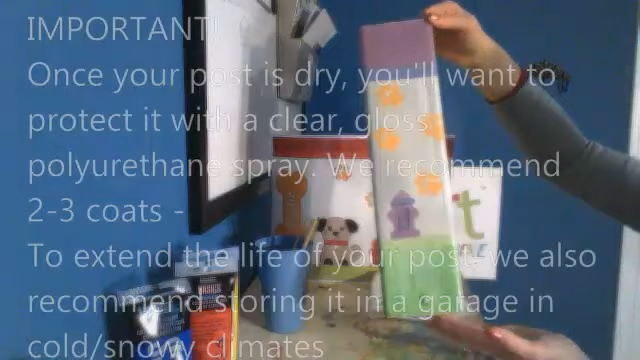 IMPORTANT!
Once your post is dry, you'll want to
protect it with a clear, gloss
polyurethane spray. We recommend
2-3 coats -
To extend the life of your post, we also
recommend storing it in a garage in
cold/snowy climates